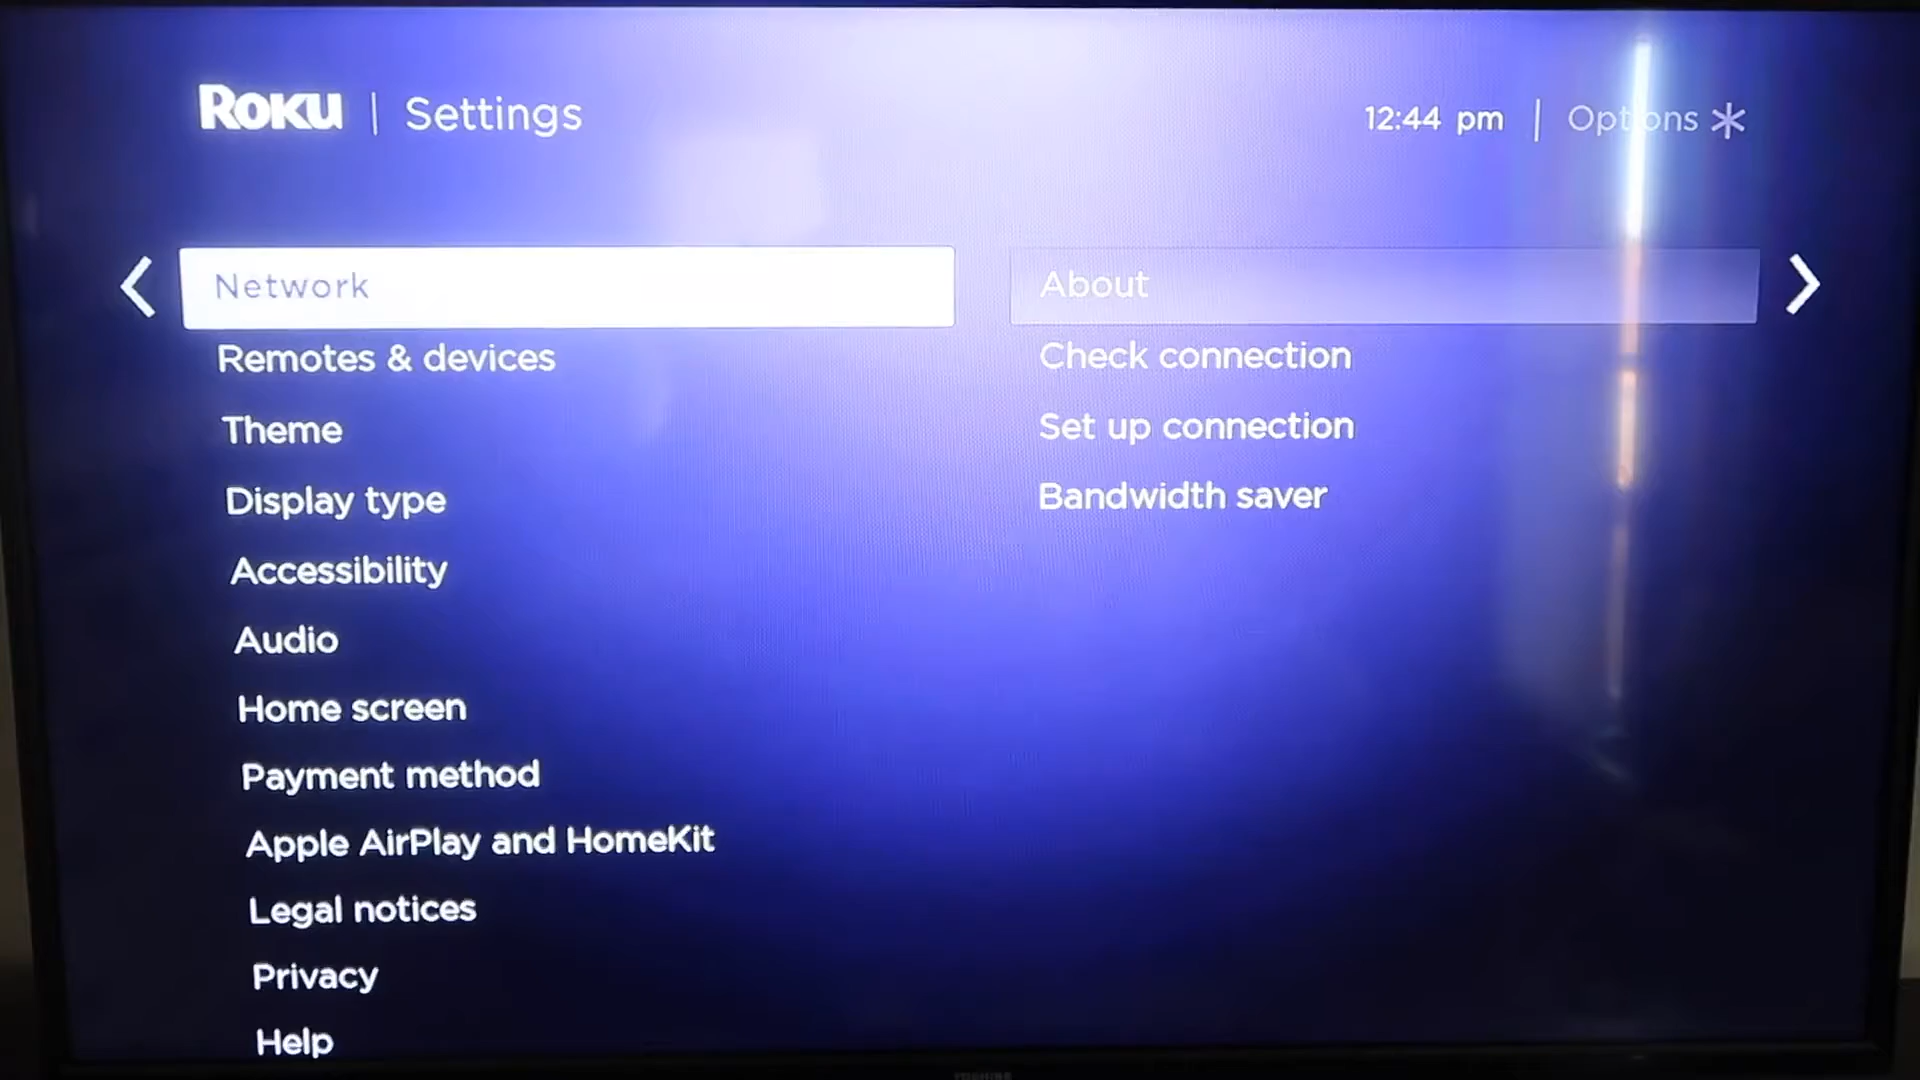 Roku | Settings
12:44 pm | Options *
Network
Remotes & devices
Theme
Display type
Accessibility
Audio
Home screen
Payment method
Apple AirPlay and HomeKit
Legal notices
Privacy
Help
About
Check connection
Set up connection
Bandwidth saver